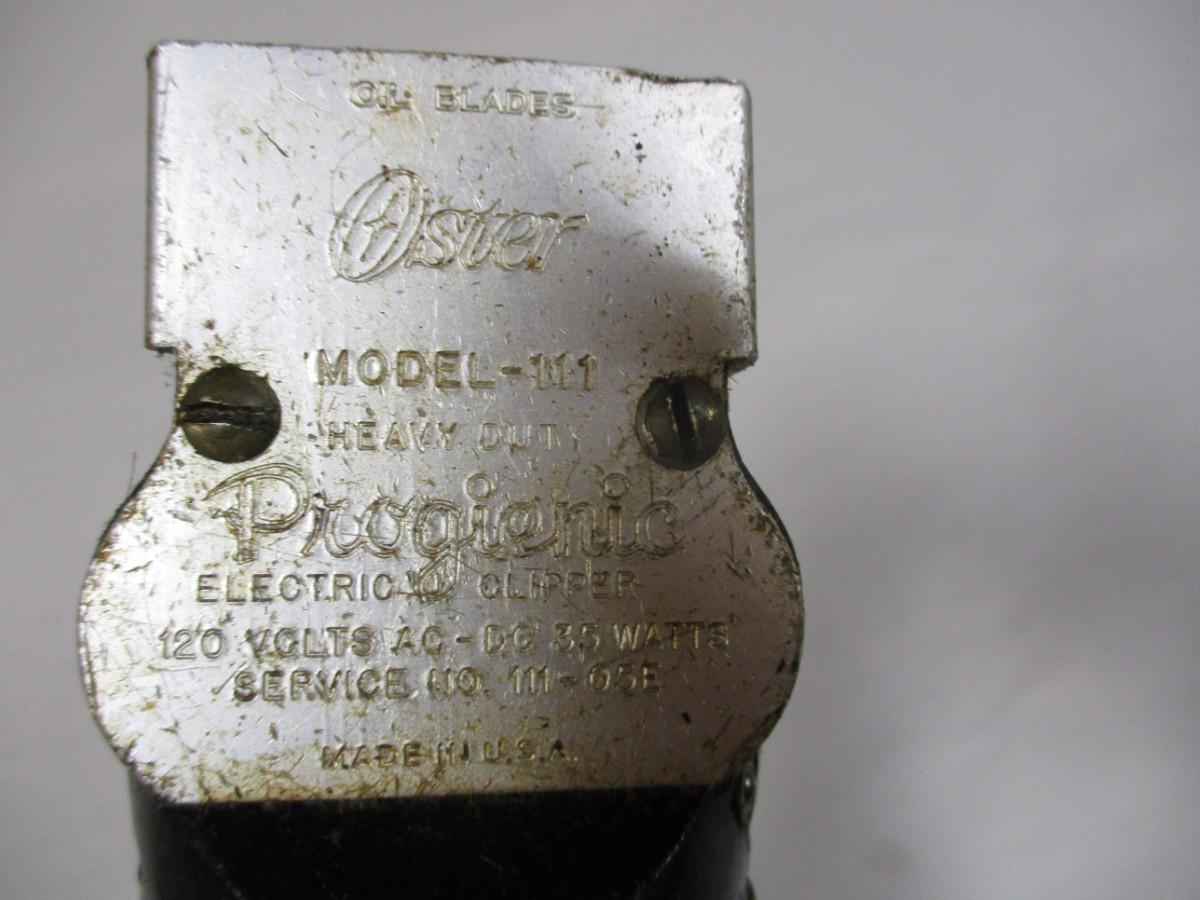 OIL BLADES
Oster
MODEL-111
HEAVY DUTY
Progienic
ELECTRIC CLIPPER
120 VOLTS AC-DC 35 WATTS
SERVICE NO. 111-05E
MADE IN U.S.A.